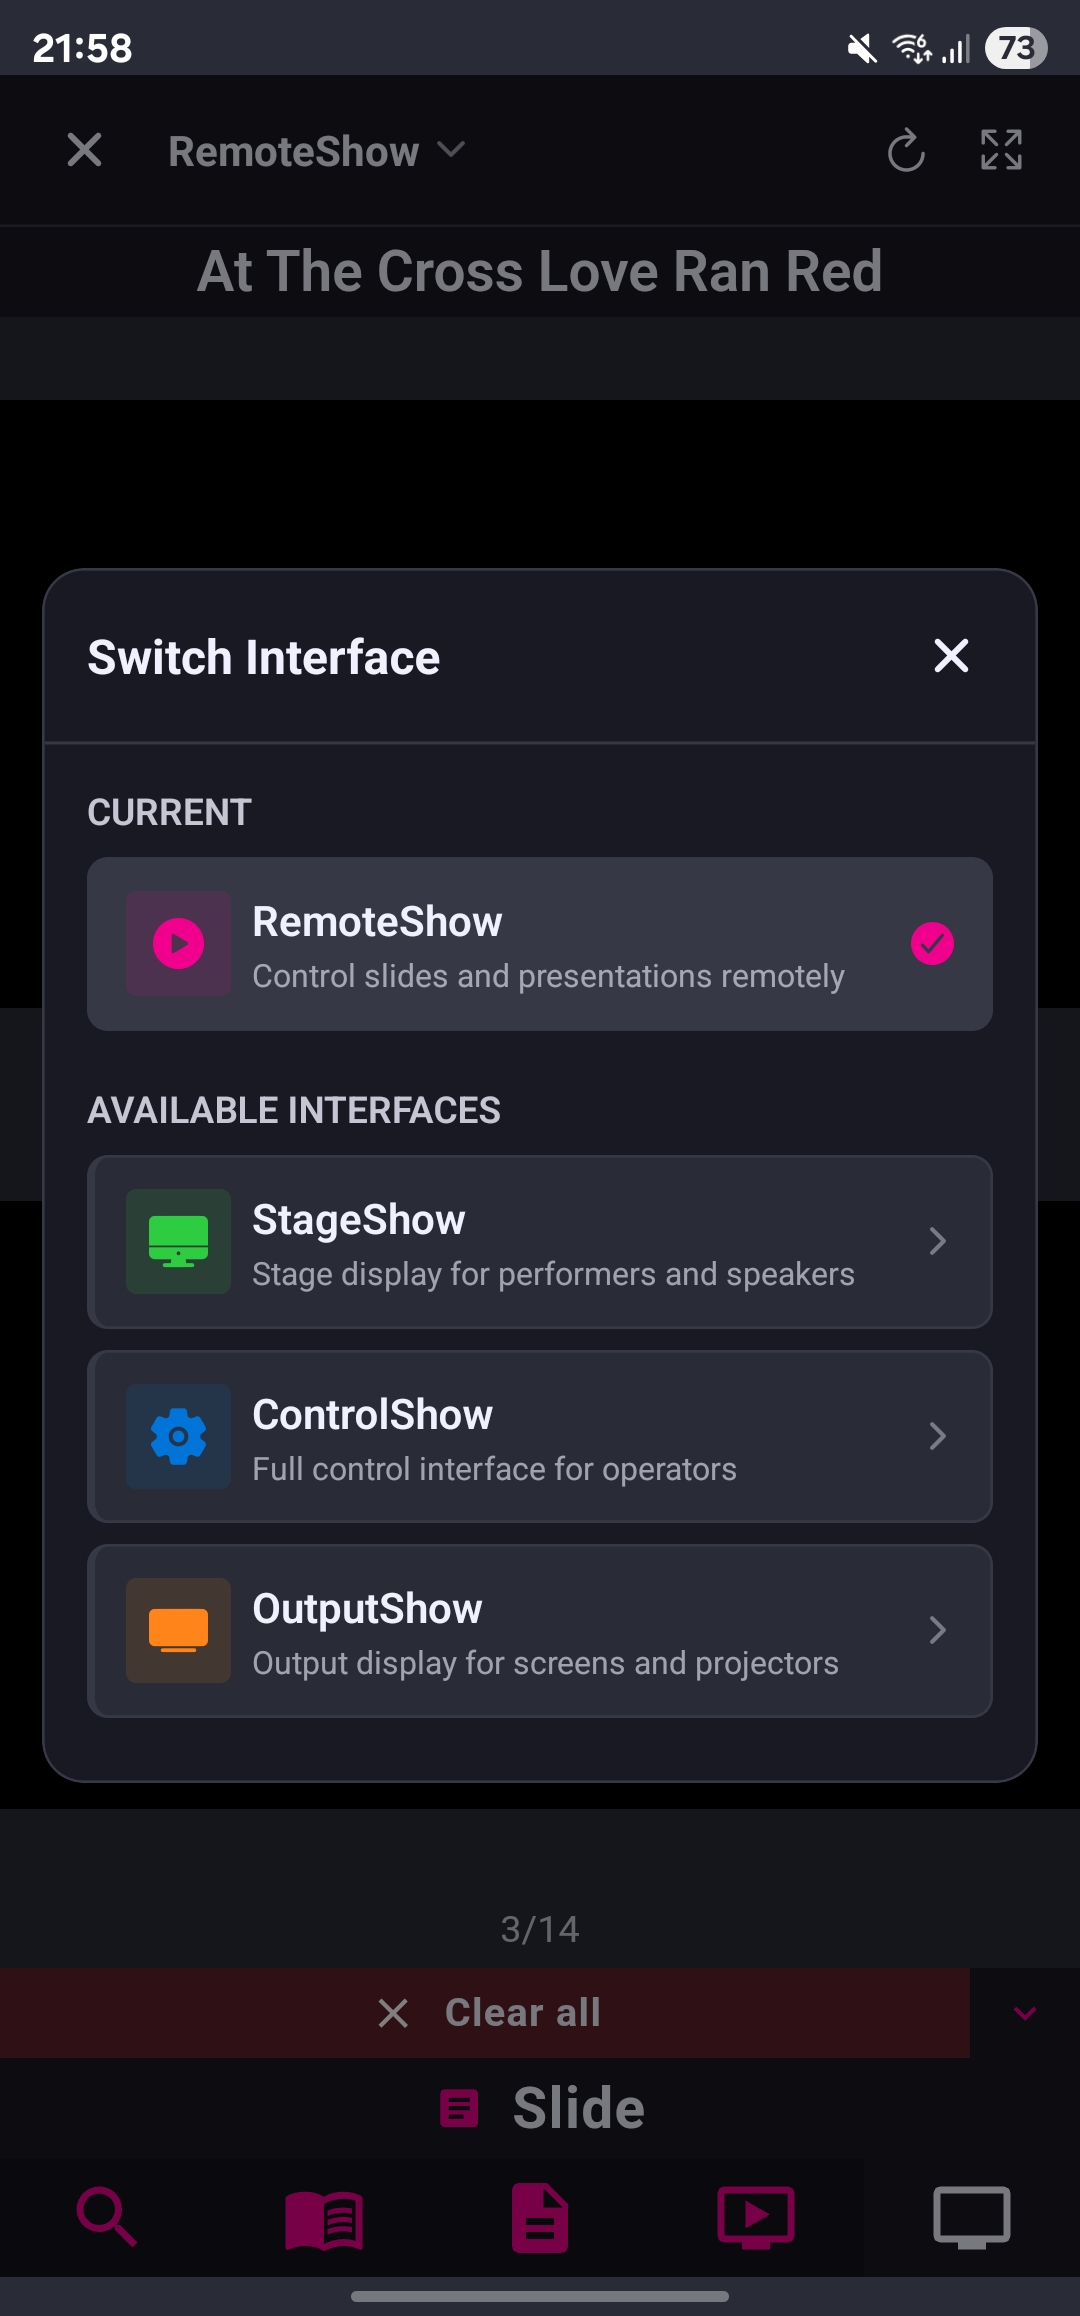 21:58
6
73
RemoteShow
At The Cross Love Ran Red
Switch Interface
CURRENT
RemoteShow
Control slides and presentations remotely
AVAILABLE INTERFACES
StageShow
Stage display for performers and speakers
ControlShow
Full control interface for operators
OutputShow
Output display for screens and projectors
3/14
Clear all
Slide